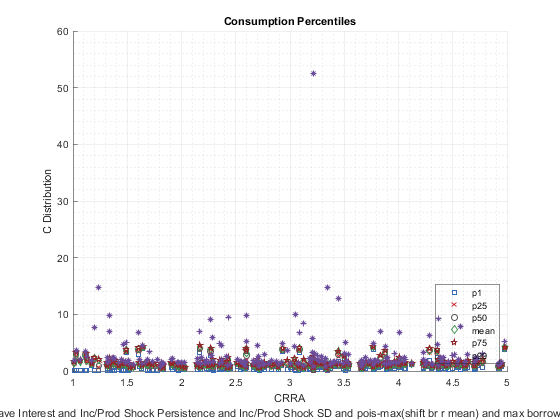 Consumption Percentiles
60
50
40
30
20
10
0
C Distribution
1
1.5
2
2.5
3
3.5
4
4.5
5
CRRA
p1
p25
p50
mean
p75
ave Interest and Inc/Prod Shock Persistence and Inc/Prod Shock SD and pois-max(shift br r mean) and max borrow